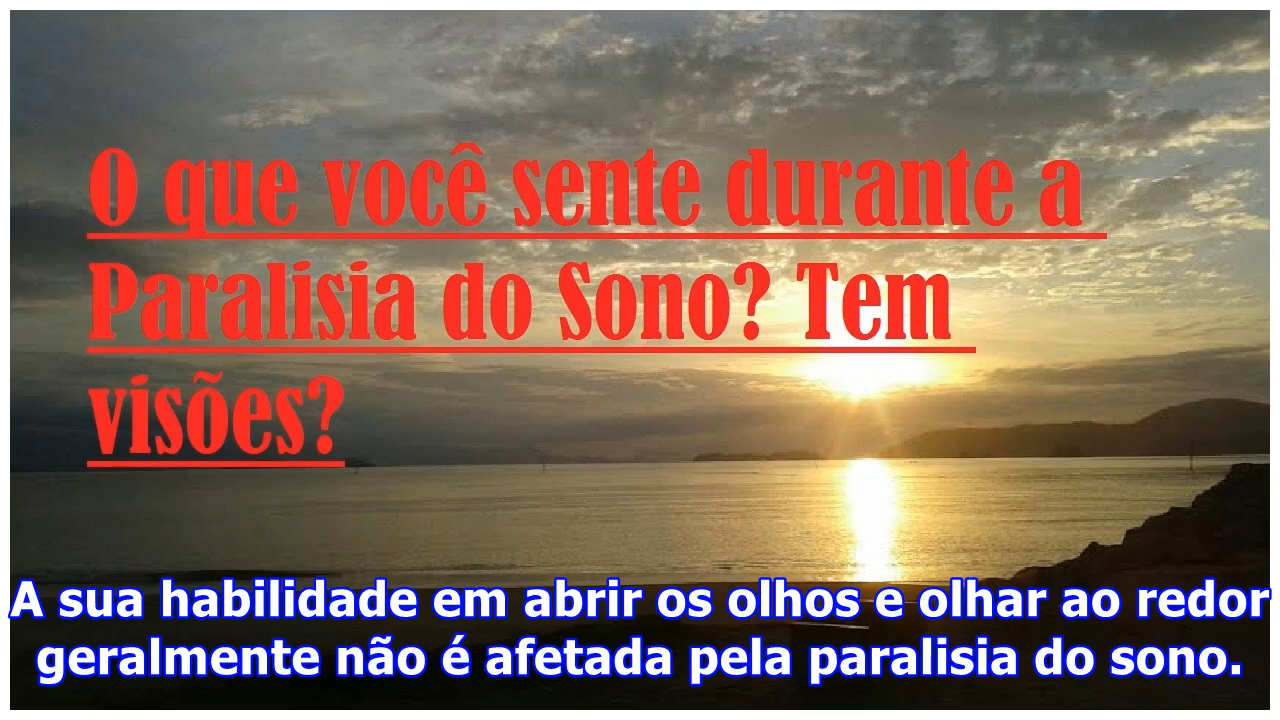 O que você sente durante a
Paralisia do Sono? Tem
visões?
A sua habilidade em abrir os olhos e olhar ao redor
geralmente não é afetada pela paralisia do sono.